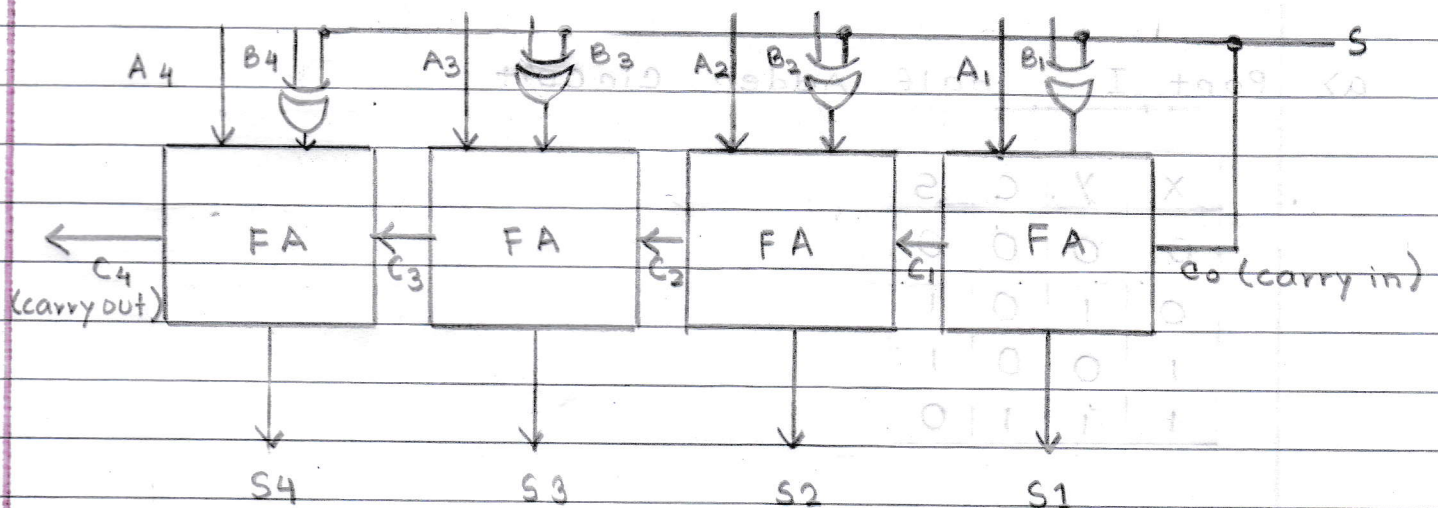 A4 B4 A3 B3 A2 B2 A1 B1 S
FA FA FA FA
C4 C3 C2 C1 C0 (carry in)
(carry out)
S4 S3 S2 S1